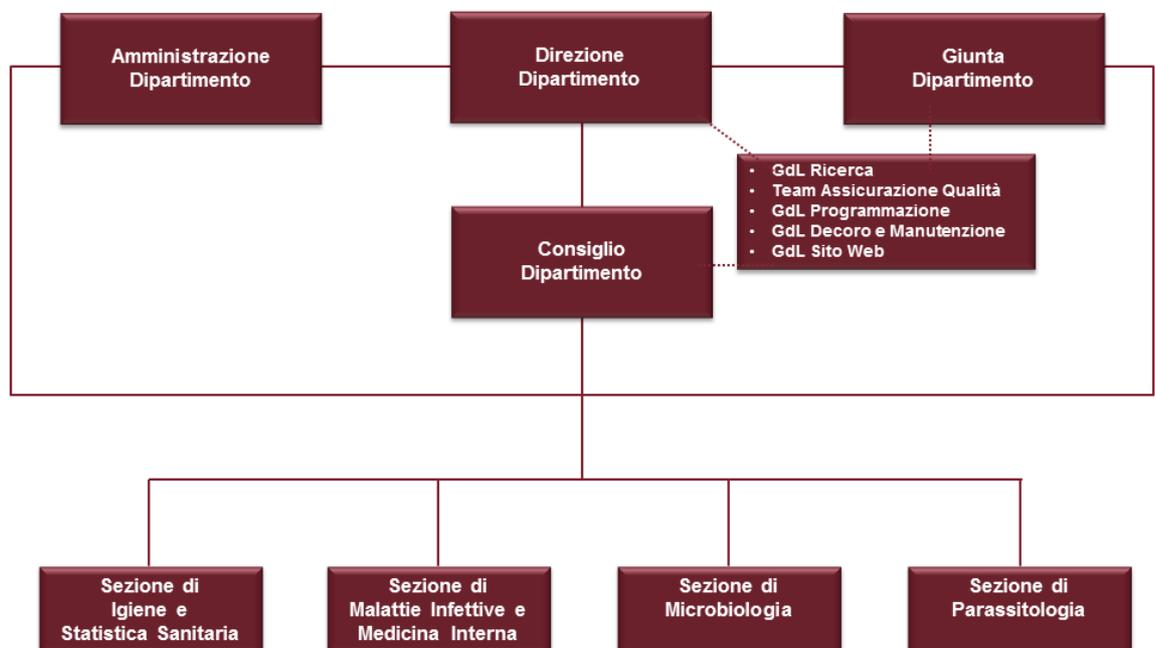 Amministrazione
Dipartimento
Direzione
Dipartimento
Giunta
Dipartimento
• GdL Ricerca
• Team Assicurazione Qualità
• GdL Programmazione
• GdL Decoro e Manutenzione
• GdL Sito Web
Consiglio
Dipartimento
Sezione di
Igiene e
Statistica Sanitaria
Sezione di
Malattie Infettive e
Medicina Interna
Sezione di
Microbiologia
Sezione di
Parassitologia